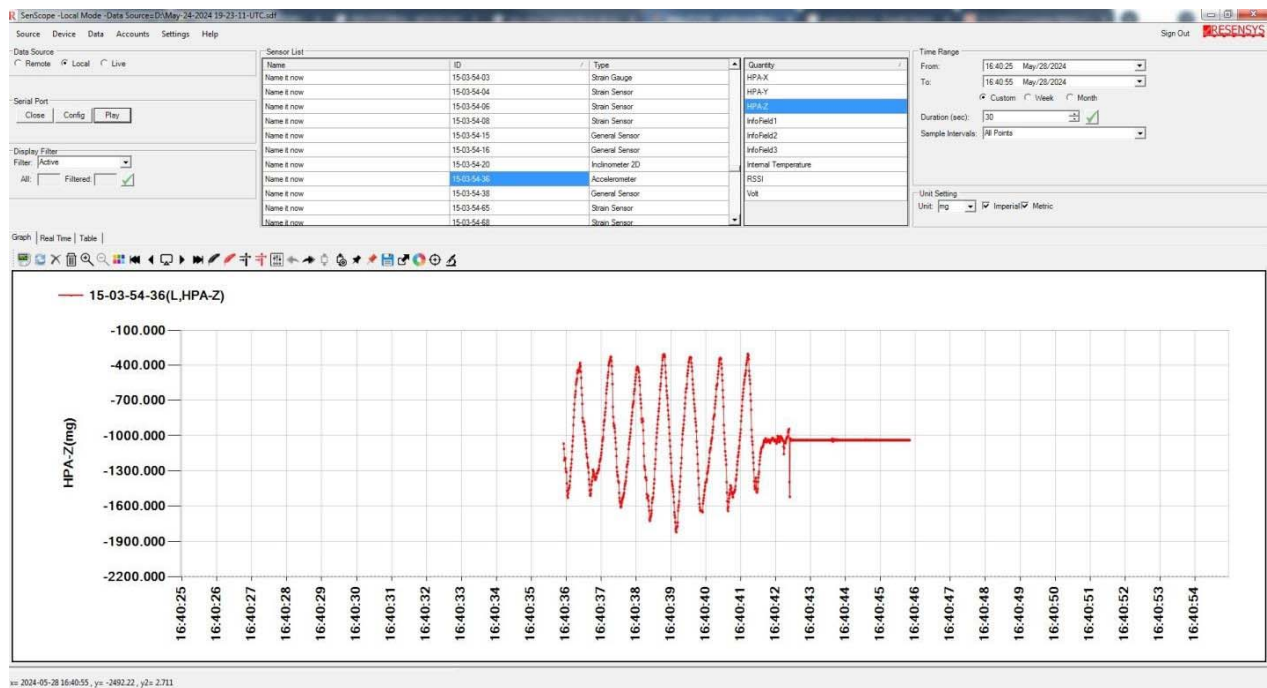 SenScope -Local Mode -Data Source=D:\May-24-2024 19-23-11-UTC.sdf
Source Device Data Accounts Settings Help
Sign Out RESENSYS
Data Source
Remote Local Live
Serial Port
Close Config Play
Display Filter
Filter: Active
All: Filtered:
Sensor List
Name ID Type
Name it now 15-03-54-03 Strain Gauge
Name it now 15-03-54-04 Strain Sensor
Name it now 15-03-54-06 Strain Sensor
Name it now 15-03-54-08 Strain Sensor
Name it now 15-03-54-15 General Sensor
Name it now 15-03-54-16 General Sensor
Name it now 15-03-54-20 Inclinometer 2D
Name it now 15-03-54-36 Accelerometer
Name it now 15-03-54-38 General Sensor
Name it now 15-03-54-65 Strain Sensor
Name it now 15-03-54-68 Strain Sensor
Quantity
HPA-X
HPA-Y
HPA-Z
InfoField1
InfoField2
InfoField3
Internal Temperature
RSSI
Volt
Time Range
From: 16:40:25 May/28/2024
To: 16:40:55 May/28/2024
Custom Week Month
Duration (sec): 30
Sample Intervals: All Points
Unit Setting
Unit: mg Imperial Metric
Graph Real Time Table
15-03-54-36(L,HPA-Z)
HPA-Z(mg)
-100.000
-400.000
-700.000
-1000.000
-1300.000
-1600.000
-1900.000
-2200.000
16:40:25
16:40:26
16:40:27
16:40:28
16:40:29
16:40:30
16:40:31
16:40:32
16:40:33
16:40:34
16:40:35
16:40:36
16:40:37
16:40:38
16:40:39
16:40:40
16:40:41
16:40:42
16:40:43
16:40:44
16:40:45
16:40:46
16:40:47
16:40:48
16:40:49
16:40:50
16:40:51
16:40:52
16:40:53
16:40:54
x= 2024-05-28 16:40:55 , y= -2492.22 , y2= 2.711